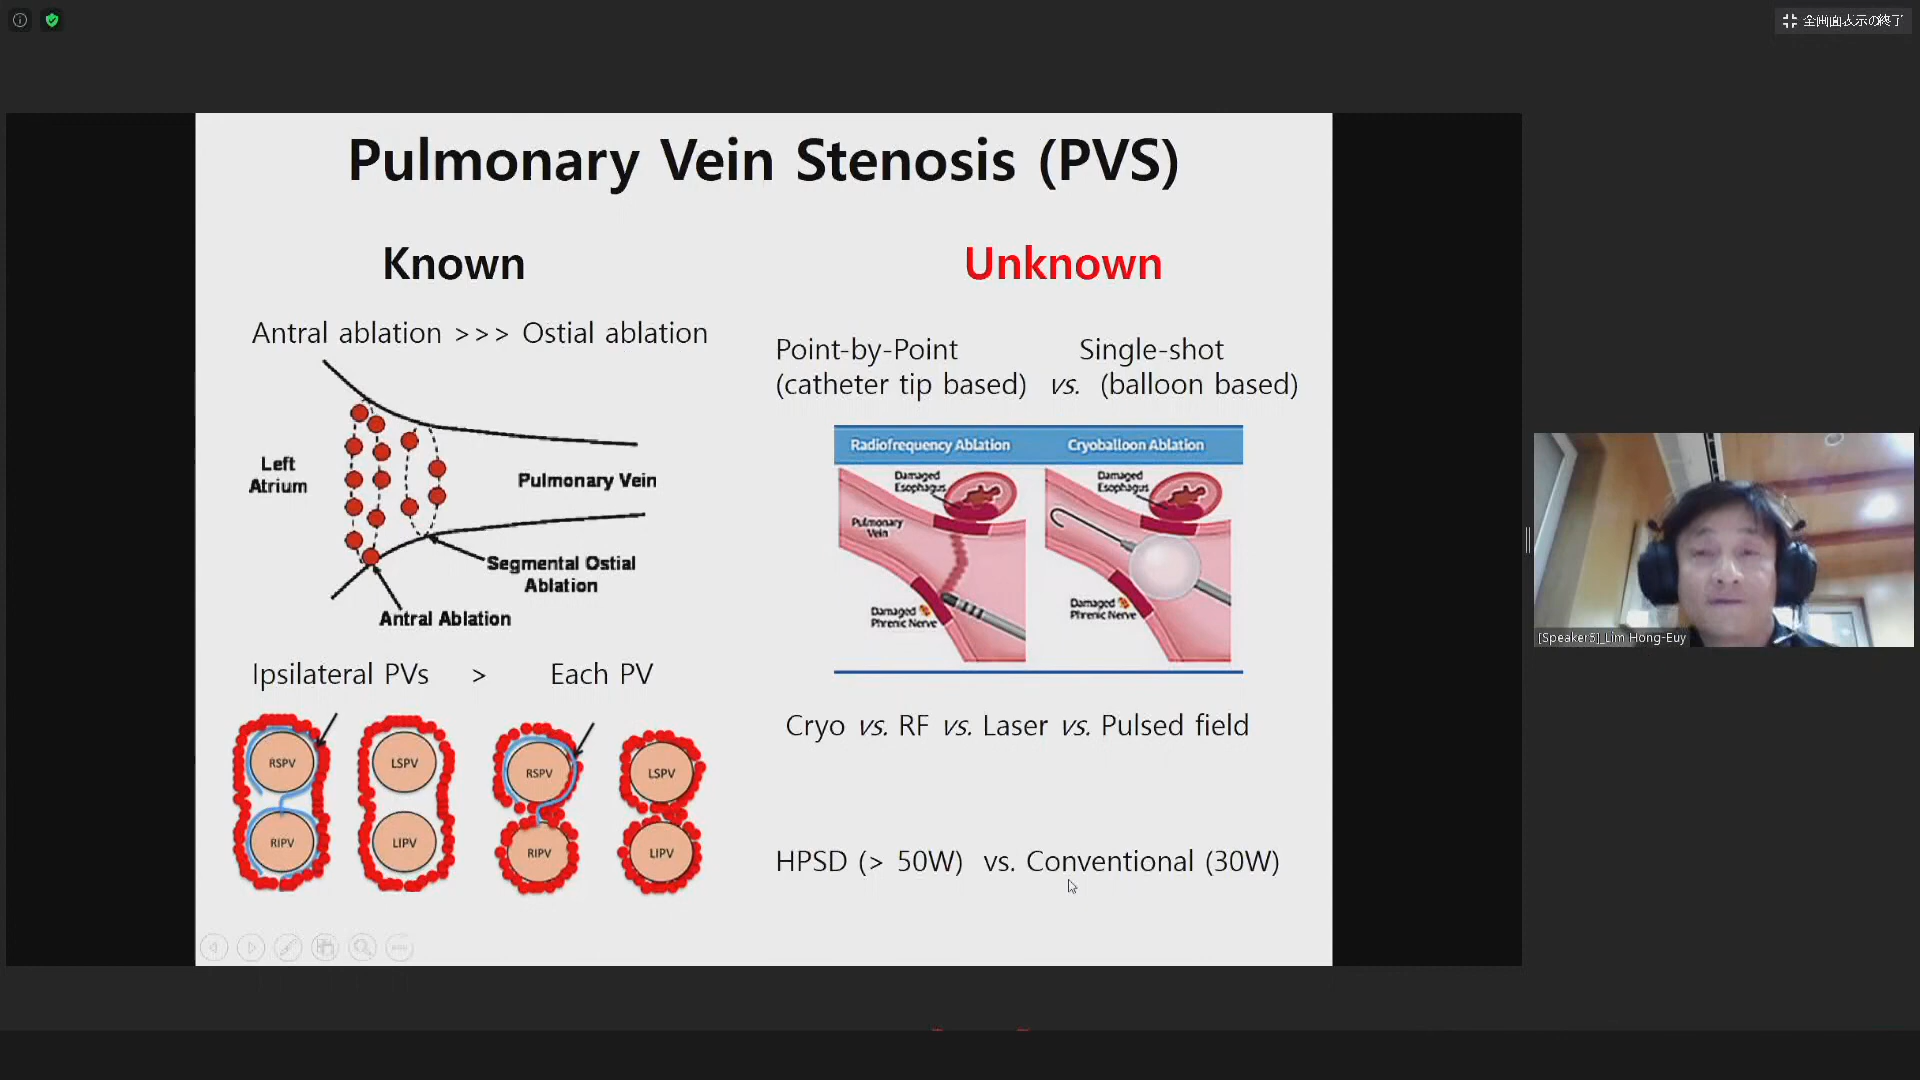 全画面表示の終了
Pulmonary Vein Stenosis (PVS)
Known
Antral ablation >>> Ostial ablation
Left
Atrium
Pulmonary Vein
Segmental Ostial
Ablation
Antral Ablation
Ipsilateral PVs > Each PV
RSPV LSPV RSPV LSPV
RIPV LIPV RIPV LIPV
Unknown
Point-by-Point Single-shot
(catheter tip based) vs. (balloon based)
Radiofrequency Ablation Cryoballoon Ablation
Damaged
Esophagus
Pulmonary
Vein
Damaged
Phrenic Nerve
Damaged
Esophagus
Damaged
Phrenic Nerve
Cryo vs. RF vs. Laser vs. Pulsed field
HPSD (> 50W) vs. Conventional (30W)
[Speaker5]_Lim Hong-Euy